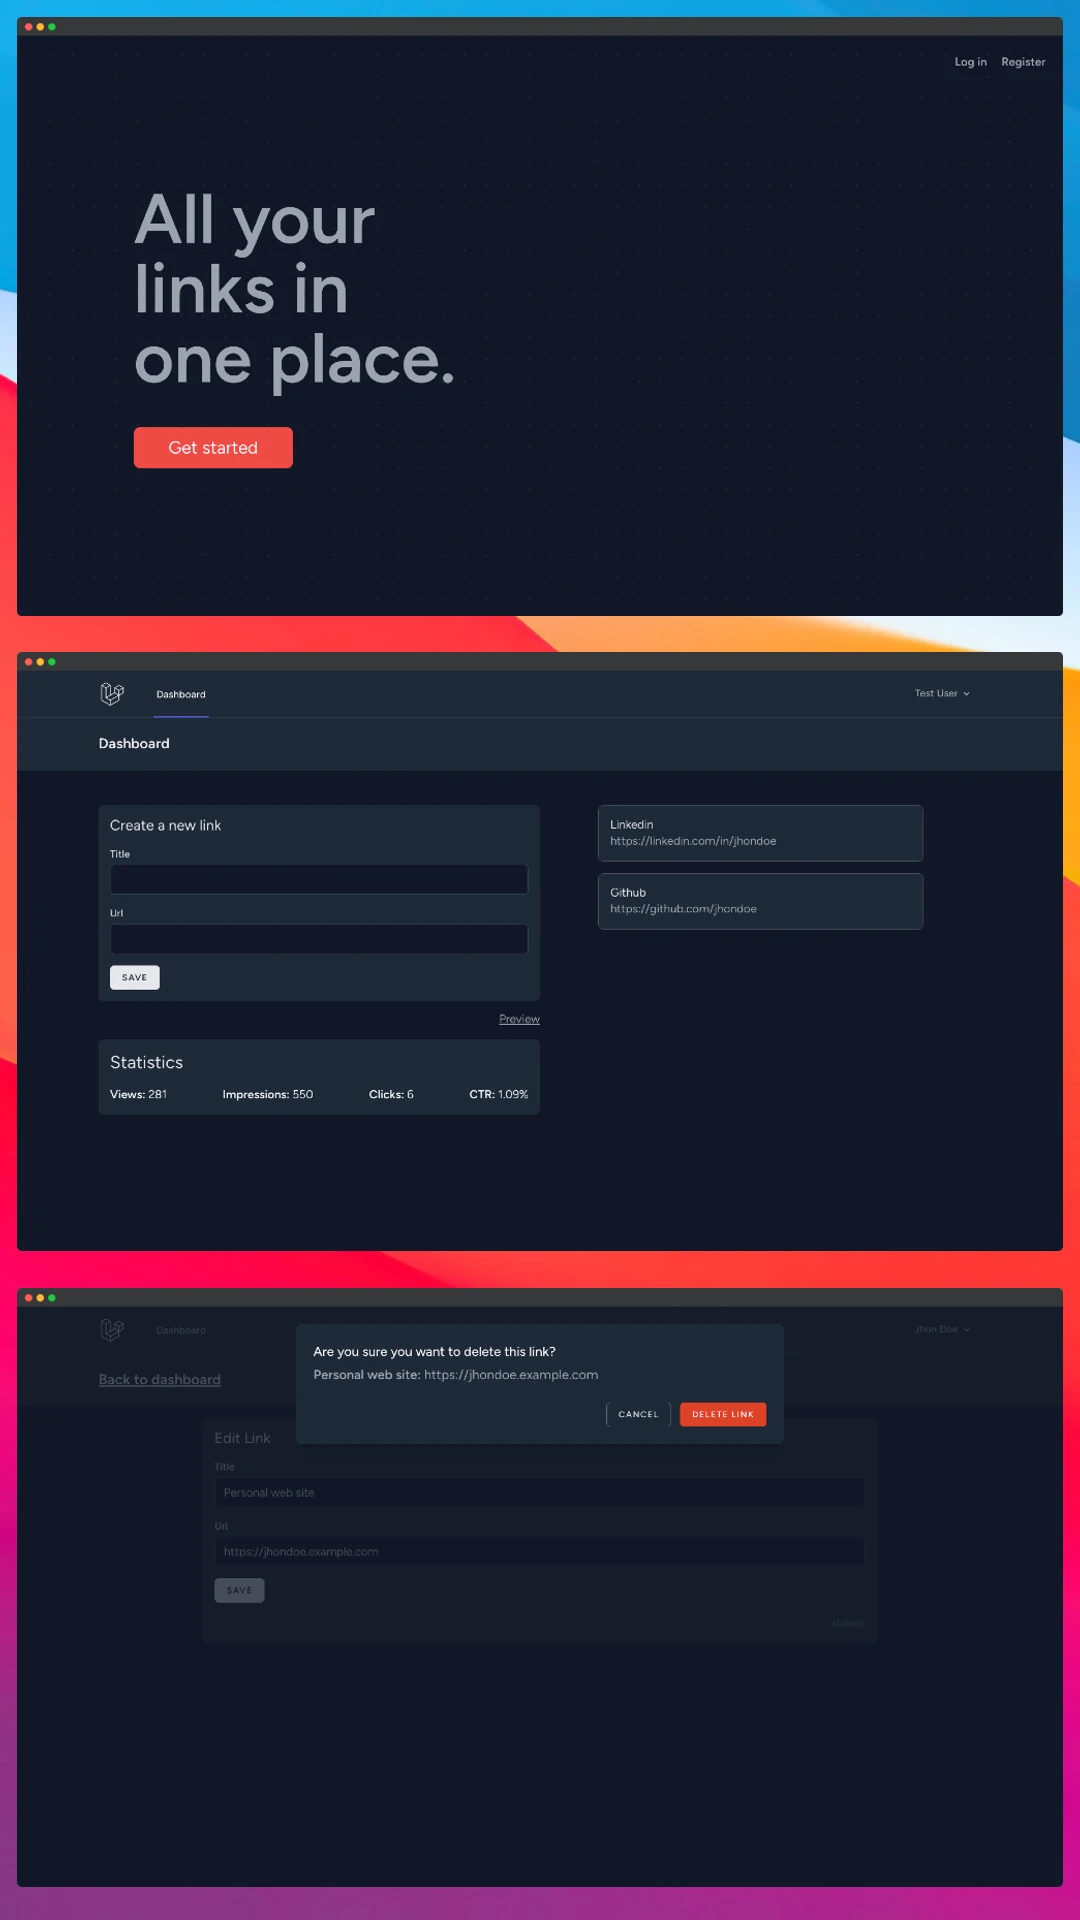 Log in Register
All your
links in
one place.
Get started
Dashboard Test User
Dashboard
Create a new link
Title
Url
SAVE
Preview
Statistics
Views: 281 Impressions: 550 Clicks: 6 CTR: 1.09%
Linkedin
https://linkedin.com/in/jhondoe
Github
https://github.com/jhondoe
Dashboard Jhon Doe
Back to dashboard
Are you sure you want to delete this link?
Personal web site: https://jhondoe.example.com
CANCEL DELETE LINK
Edit Link
Title
Personal web site
Url
https://jhondoe.example.com
SAVE
delete